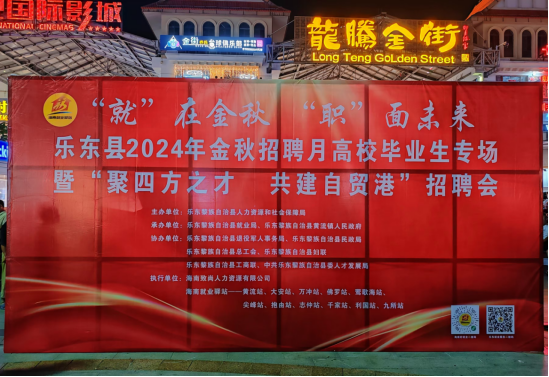 国际影城
NATIONAL CINEMAS
金街
龍騰金街
Long Teng GoLden Street
“就”在金秋 “职”面未来
乐东县2024年金秋招聘月高校毕业生专场
暨“聚四方之才 共建自贸港”招聘会
主办单位：乐东黎族自治县人力资源和社会保障局
承办单位：乐东黎族自治县就业局、乐东黎族自治县黄流镇人民政府
协办单位：乐东黎族自治县退役军人事务局、乐东黎族自治县民政局
乐东黎族自治县总工会、乐东黎族自治县妇联
乐东黎族自治县工商联、中共乐东黎族自治县委人才发展局
执行单位：海南致尚人力资源有限公司
海南就业驿站——黄流站、大安站、万冲站、佛罗站、莺歌海站、
尖峰站、抱由站、志仲站、千家站、利国站、九所站